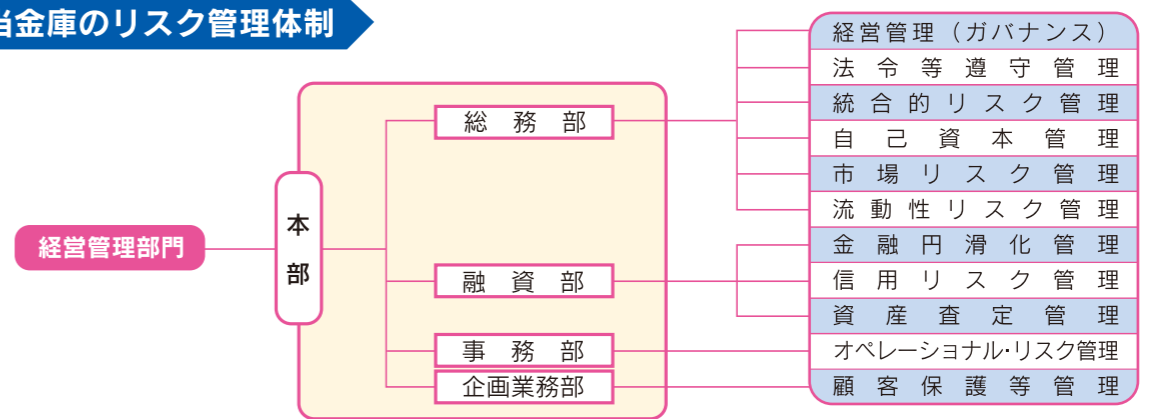 当金庫のリスク管理体制
経営管理部門
本部
総務部
融資部
事務部
企画業務部
経営管理(ガバナンス)
法令等遵守管理
統合的リスク管理
自己資本管理
市場リスク管理
流動性リスク管理
金融円滑化管理
信用リスク管理
資産査定管理
オペレーショナル・リスク管理
顧客保護等管理